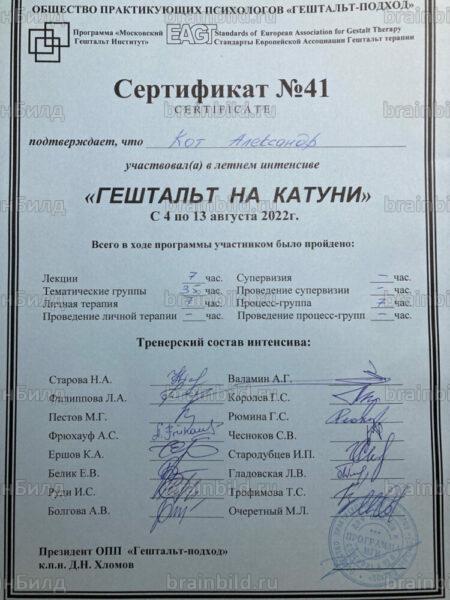 ОБЩЕСТВО ПРАКТИКУЮЩИХ ПСИХОЛОГОВ «ГЕШТАЛЬТ-ПОДХОД»
Программа «Московский Гештальт Институт»
EAGT
Standards of European Association for Gestalt Therapy
Стандарты Европейской Ассоциации Гештальт терапии
Сертификат №41
CERTIFICATE
подтверждает, что Кот Александр
участвовал(а) в летнем интенсиве
«ГЕШТАЛЬТ НА КАТУНИ»
С 4 по 13 августа 2022г.
Всего в ходе программы участником было пройдено:
Лекции 7 час. Супервизия – час.
Тематические группы 35 час. Проведение супервизии – час.
Личная терапия 7 час. Процесс-группа 7 час.
Проведение личной терапии – час. Проведение процесс-групп – час.
Тренерский состав интенсива:
Старова Н.А. Валамин А.Г.
Филиппова Л.А. Королев Г.С.
Пестов М.Г. Рюмина Г.С.
Фрюхауф А.С. Чесноков С.В.
Ершов К.А. Стародубцев И.П.
Белик Е.В. Гладовская Л.В.
Руди И.С. Трофимова Т.С.
Болгова А.В. Очеретный М.Л.
Президент ОПП «Гештальт-подход»
к.п.н. Д.Н. Хломов
ПРОГРАММА
brainbild.ru